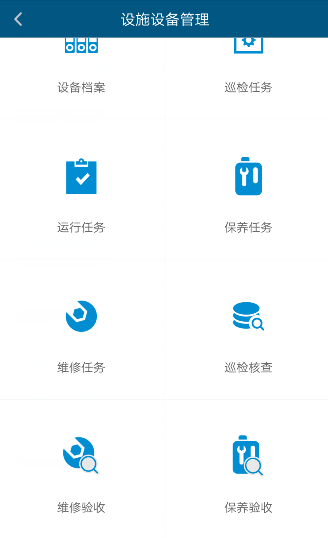 设施设备管理
设备档案
巡检任务
运行任务
保养任务
维修任务
巡检核查
维修验收
保养验收